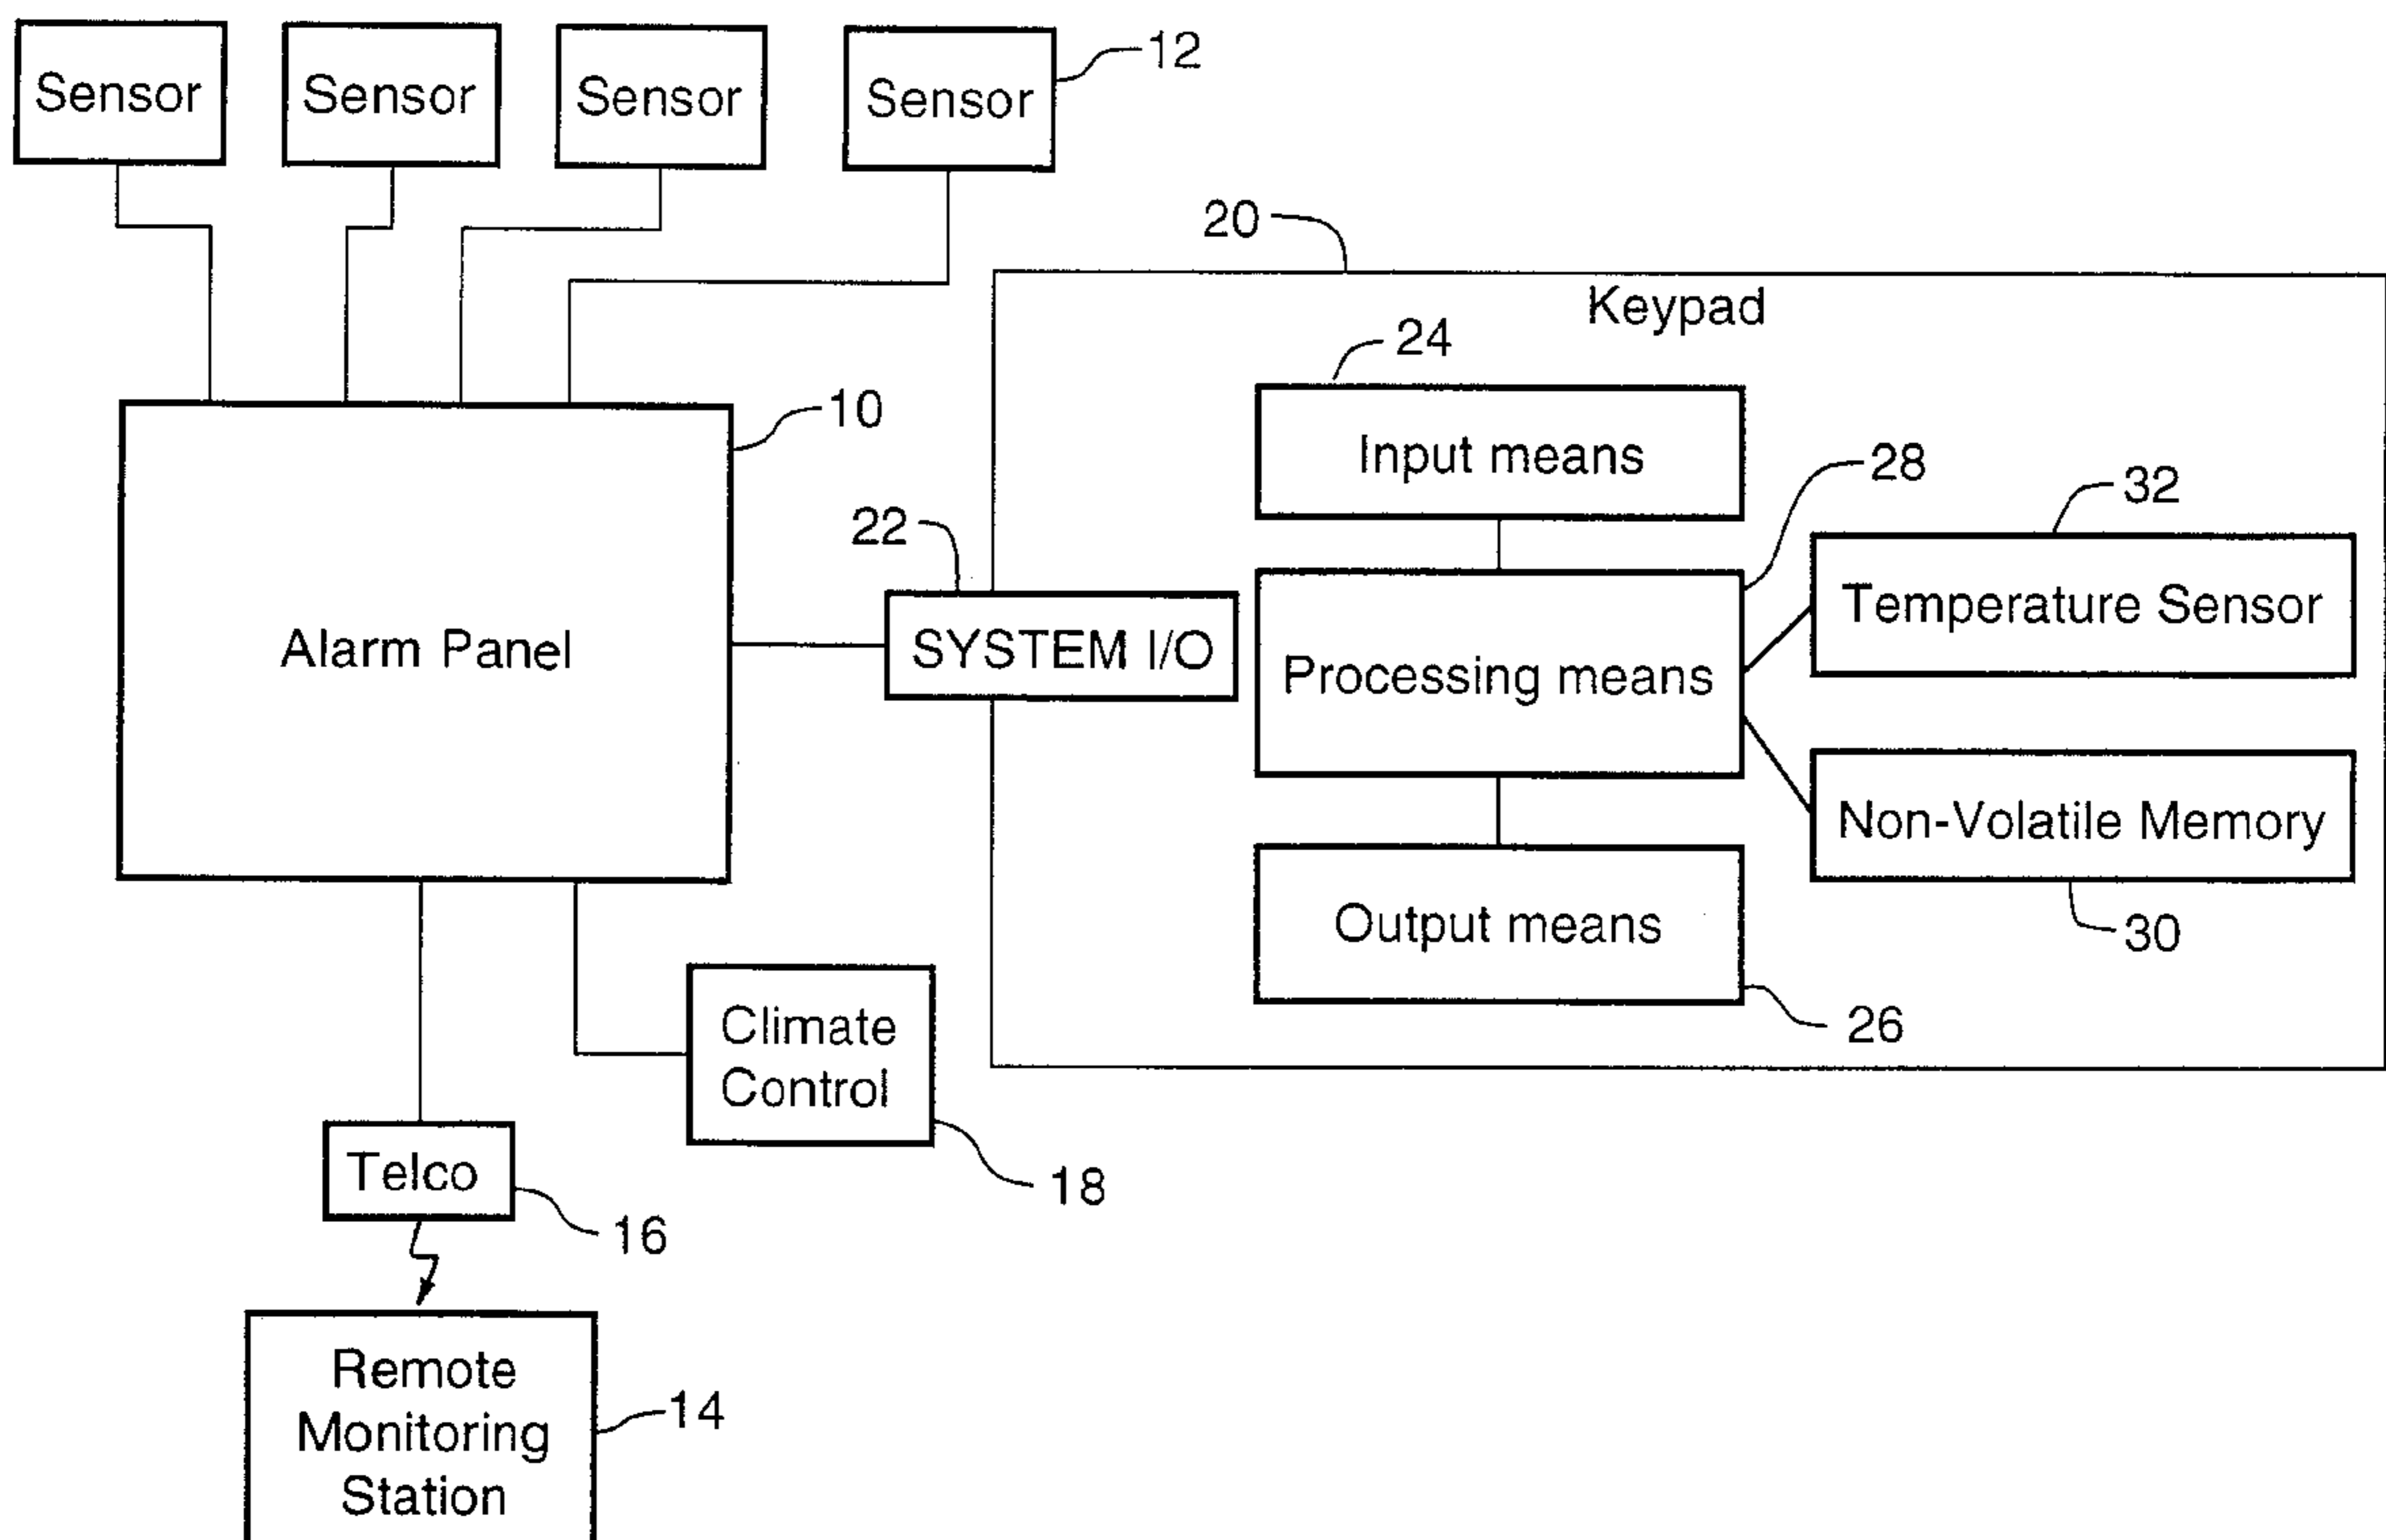 Sensor
Sensor
Sensor
Sensor
12
20
Keypad
24
10
Input means
28
32
22
Temperature Sensor
Alarm Panel
SYSTEM I/O
Processing means
Non-Volatile Memory
Output means
30
26
Climate
Control
18
Telco
16
Remote
Monitoring
Station
14